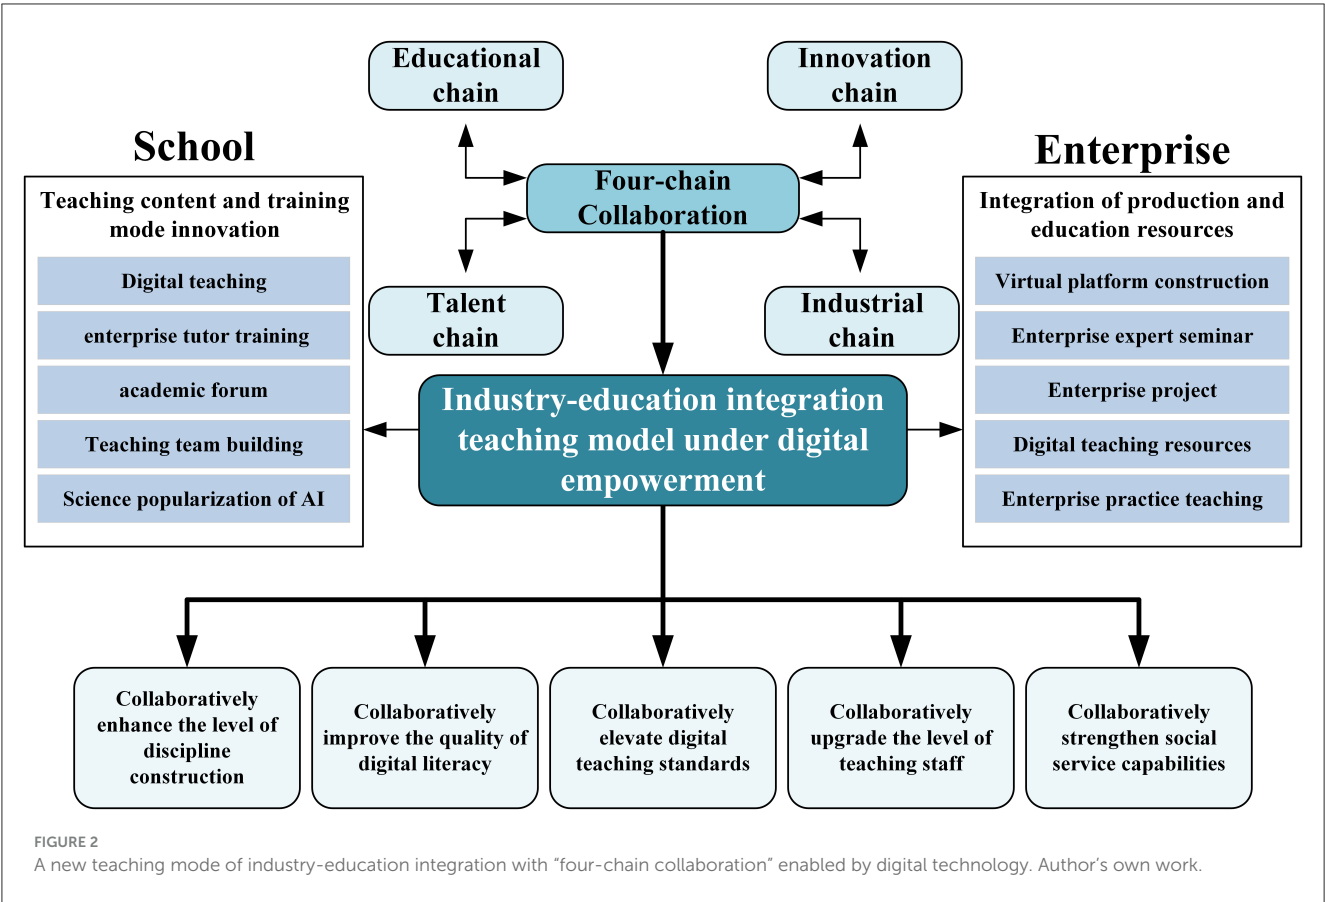 Educational
chain
Innovation
chain
School
Enterprise
Four-chain
Collaboration
Teaching content and training
mode innovation
Digital teaching
enterprise tutor training
academic forum
Teaching team building
Science popularization of AI
Talent
chain
Industrial
chain
Integration of production and
education resources
Virtual platform construction
Enterprise expert seminar
Enterprise project
Digital teaching resources
Enterprise practice teaching
Industry-education integration
teaching model under digital
empowerment
Collaboratively
enhance the level of
discipline
construction
Collaboratively
improve the quality of
digital literacy
Collaboratively
elevate digital
teaching standards
Collaboratively
upgrade the level of
teaching staff
Collaboratively
strengthen social
service capabilities
FIGURE 2
A new teaching mode of industry-education integration with “four-chain collaboration” enabled by digital technology. Author’s own work.